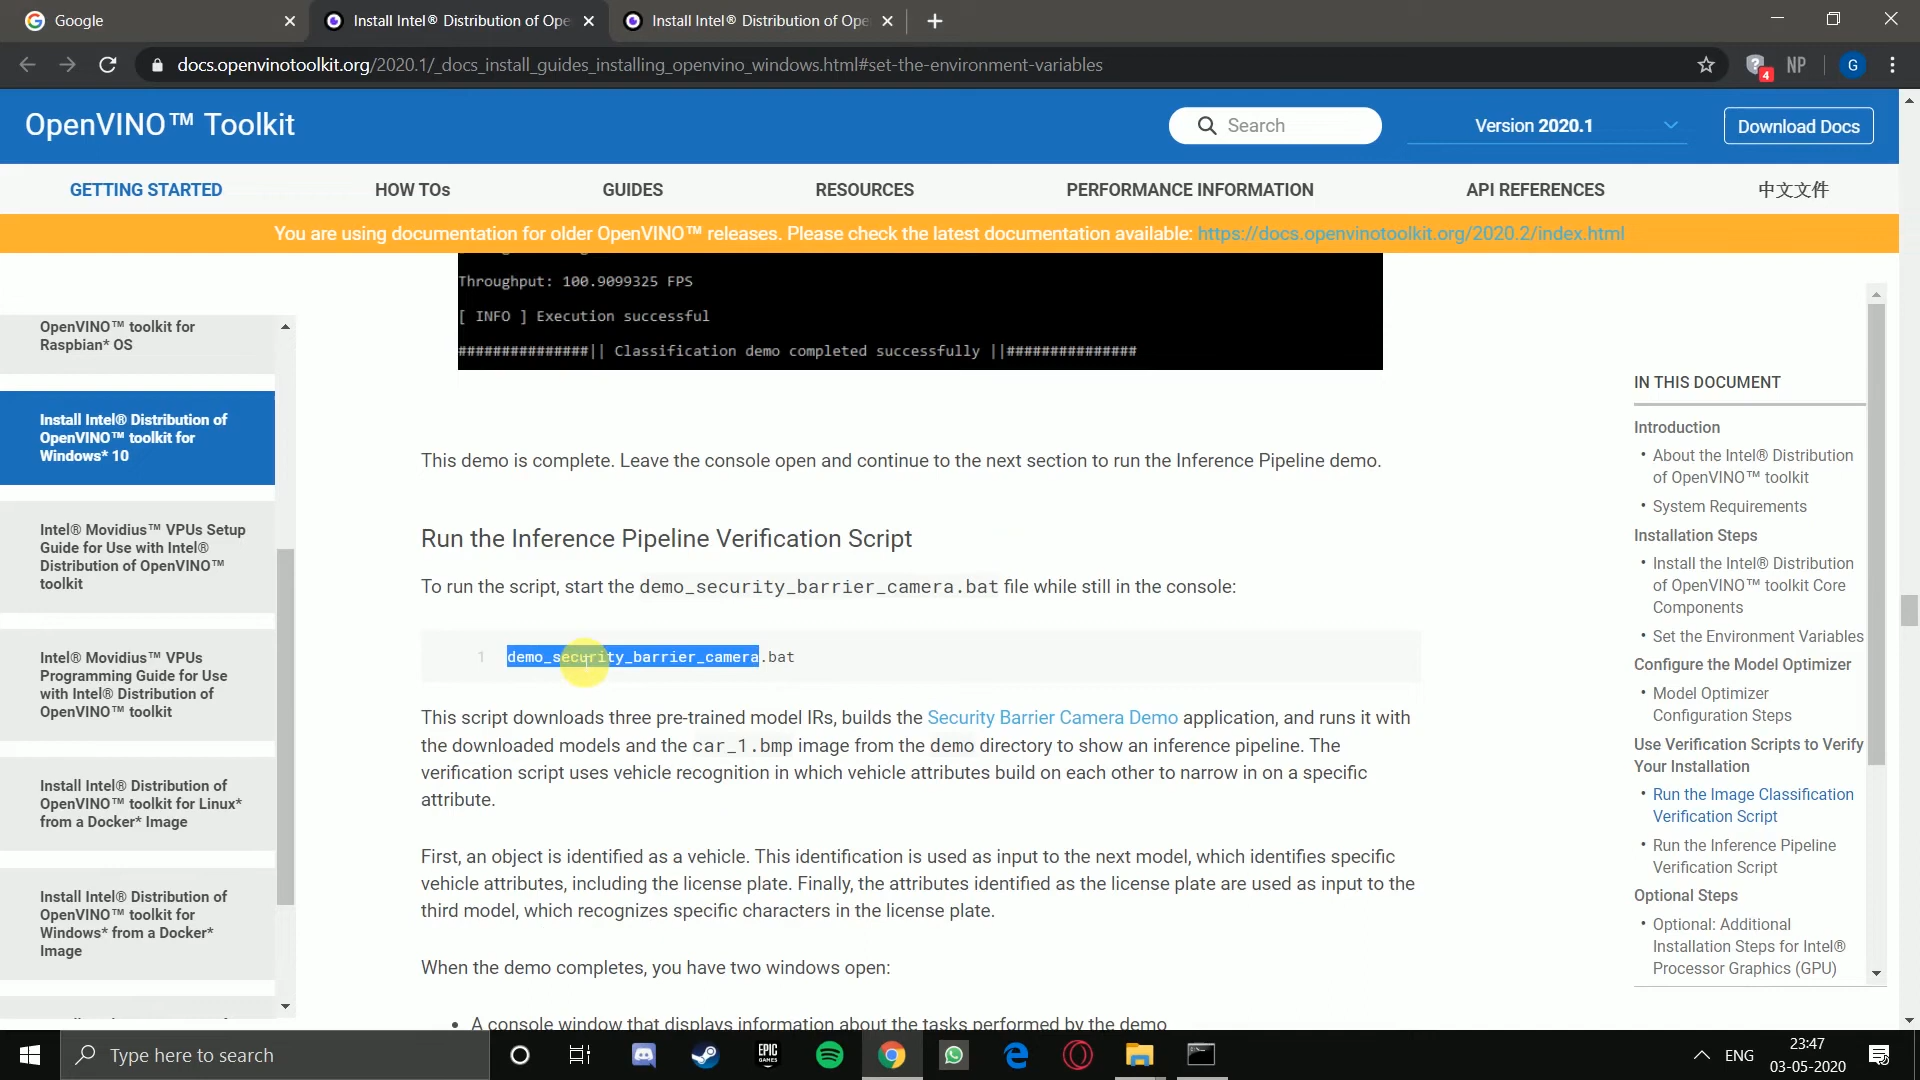 Google
Install Intel® Distribution of Ope
Install Intel® Distribution of Ope
docs.openvinotoolkit.org/2020.1/_docs_install_guides_installing_openvino_windows.html#set-the-environment-variables
4
NP
G
OpenVINO™ Toolkit
Search
Version 2020.1
Download Docs
GETTING STARTED
HOW TOs
GUIDES
RESOURCES
PERFORMANCE INFORMATION
API REFERENCES
中文文件
You are using documentation for older OpenVINO™ releases. Please check the latest documentation available: https://docs.openvinotoolkit.org/2020.2/index.html
OpenVINO™ toolkit for
Raspbian* OS
Install Intel® Distribution of
OpenVINO™ toolkit for
Windows* 10
Intel® Movidius™ VPUs Setup
Guide for Use with Intel®
Distribution of OpenVINO™
toolkit
Intel® Movidius™ VPUs
Programming Guide for Use
with Intel® Distribution of
OpenVINO™ toolkit
Install Intel® Distribution of
OpenVINO™ toolkit for Linux*
from a Docker* Image
Install Intel® Distribution of
OpenVINO™ toolkit for
Windows* from a Docker*
Image
Throughput: 100.9099325 FPS
[ INFO ] Execution successful
###############|| Classification demo completed successfully ||###############
This demo is complete. Leave the console open and continue to the next section to run the Inference Pipeline demo.
Run the Inference Pipeline Verification Script
To run the script, start the demo_security_barrier_camera.bat file while still in the console:
1 demo_security_barrier_camera.bat
This script downloads three pre-trained model IRs, builds the Security Barrier Camera Demo application, and runs it with
the downloaded models and the car_1.bmp image from the demo directory to show an inference pipeline. The
verification script uses vehicle recognition in which vehicle attributes build on each other to narrow in on a specific
attribute.
First, an object is identified as a vehicle. This identification is used as input to the next model, which identifies specific
vehicle attributes, including the license plate. Finally, the attributes identified as the license plate are used as input to the
third model, which recognizes specific characters in the license plate.
When the demo completes, you have two windows open:
• A console window that displays information about the tasks performed by the demo
IN THIS DOCUMENT
Introduction
• About the Intel® Distribution
of OpenVINO™ toolkit
• System Requirements
Installation Steps
• Install the Intel® Distribution
of OpenVINO™ toolkit Core
Components
• Set the Environment Variables
Configure the Model Optimizer
• Model Optimizer
Configuration Steps
Use Verification Scripts to Verify
Your Installation
• Run the Image Classification
Verification Script
• Run the Inference Pipeline
Verification Script
Optional Steps
• Optional: Additional
Installation Steps for Intel®
Processor Graphics (GPU)
Type here to search
EPIC
GAMES
ENG
23:47
03-05-2020